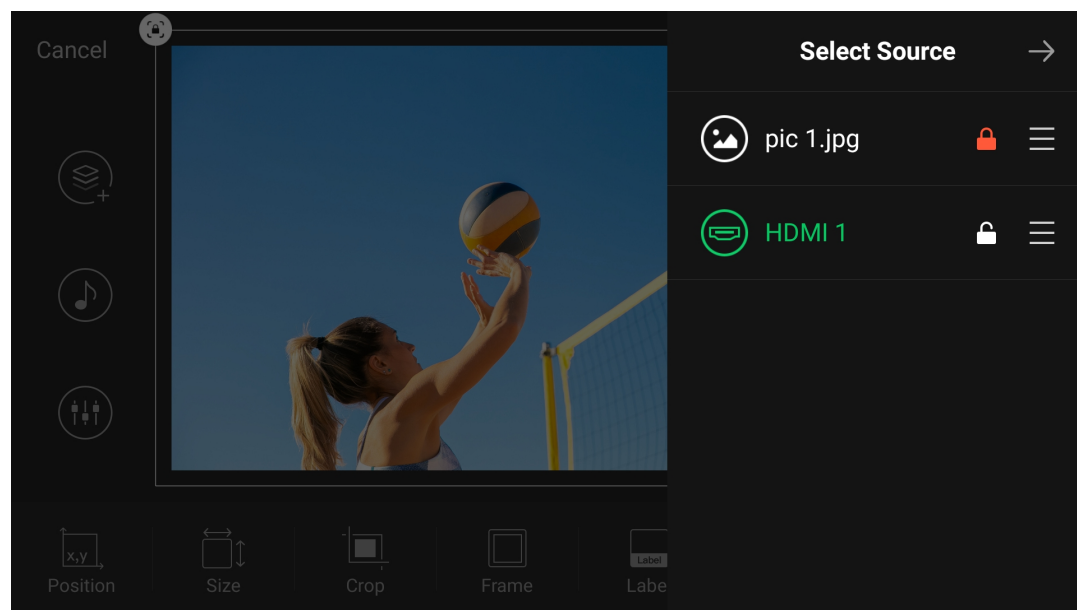 Cancel
Select Source
pic 1.jpg
HDMI 1
x,y
Label
Position
Size
Crop
Frame
Labe